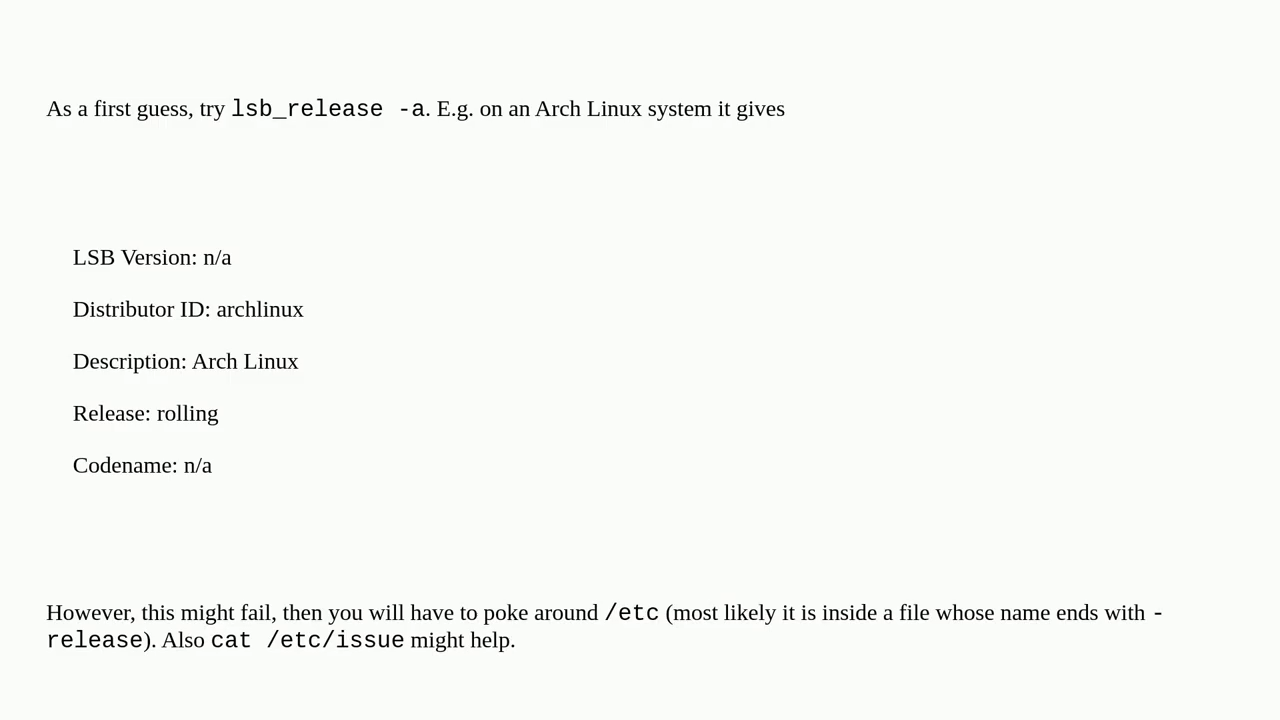 As a first guess, try lsb_release -a. E.g. on an Arch Linux system it gives
LSB Version: n/a
Distributor ID: archlinux
Description: Arch Linux
Release: rolling
Codename: n/a
However, this might fail, then you will have to poke around /etc (most likely it is inside a file whose name ends with -
release). Also cat /etc/issue might help.